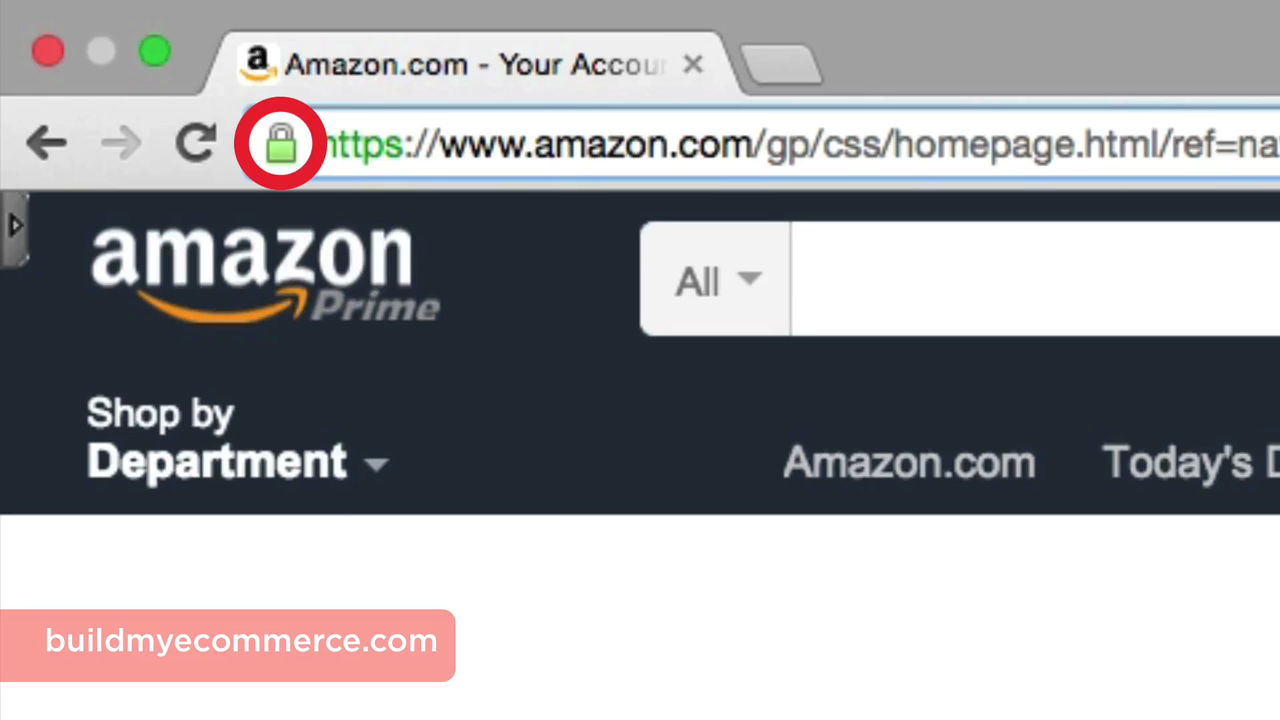 Amazon.com - Your Accou
https://www.amazon.com/gp/css/homepage.html/ref=na
amazon
Prime
All
Shop by
Department
Amazon.com
Today's D
buildmyecommerce.com